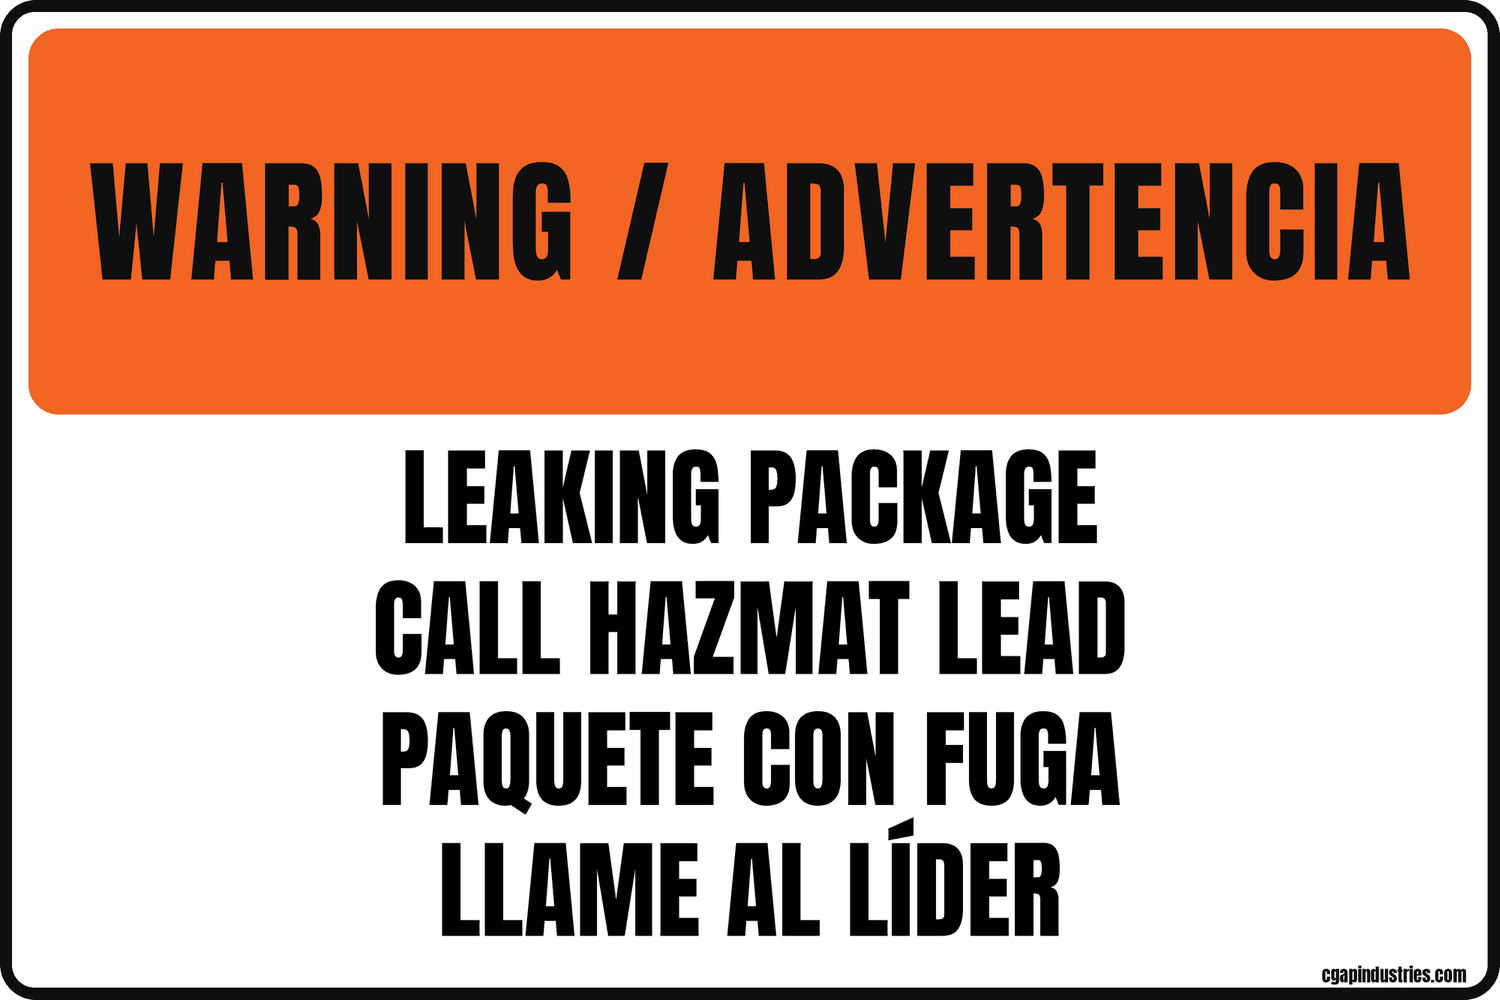 WARNING / ADVERTENCIA
LEAKING PACKAGE
CALL HAZMAT LEAD
PAQUETE CON FUGA
LLAME AL LÍDER
cgapindustries.com